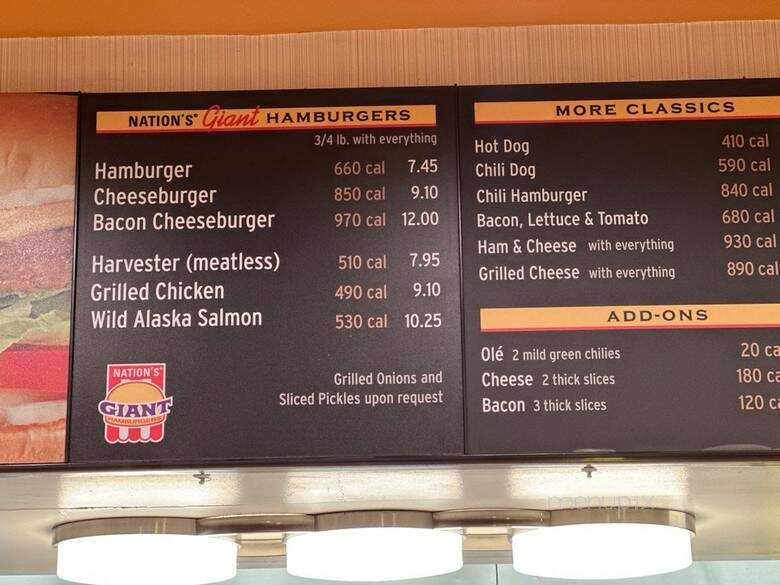 NATION'S® Giant HAMBURGERS
3/4 lb. with everything
Hamburger 660 cal 7.45
Cheeseburger 850 cal 9.10
Bacon Cheeseburger 970 cal 12.00
Harvester (meatless) 510 cal 7.95
Grilled Chicken 490 cal 9.10
Wild Alaska Salmon 530 cal 10.25
NATION'S®
GIANT
HAMBURGERS
Grilled Onions and
Sliced Pickles upon request
MORE CLASSICS
Hot Dog 410 cal
Chili Dog 590 cal
Chili Hamburger 840 cal
Bacon, Lettuce & Tomato 680 cal
Ham & Cheese with everything 930 cal
Grilled Cheese with everything 890 cal
ADD-ONS
Olé 2 mild green chilies 20 ca
Cheese 2 thick slices 180 ca
Bacon 3 thick slices 120 ca